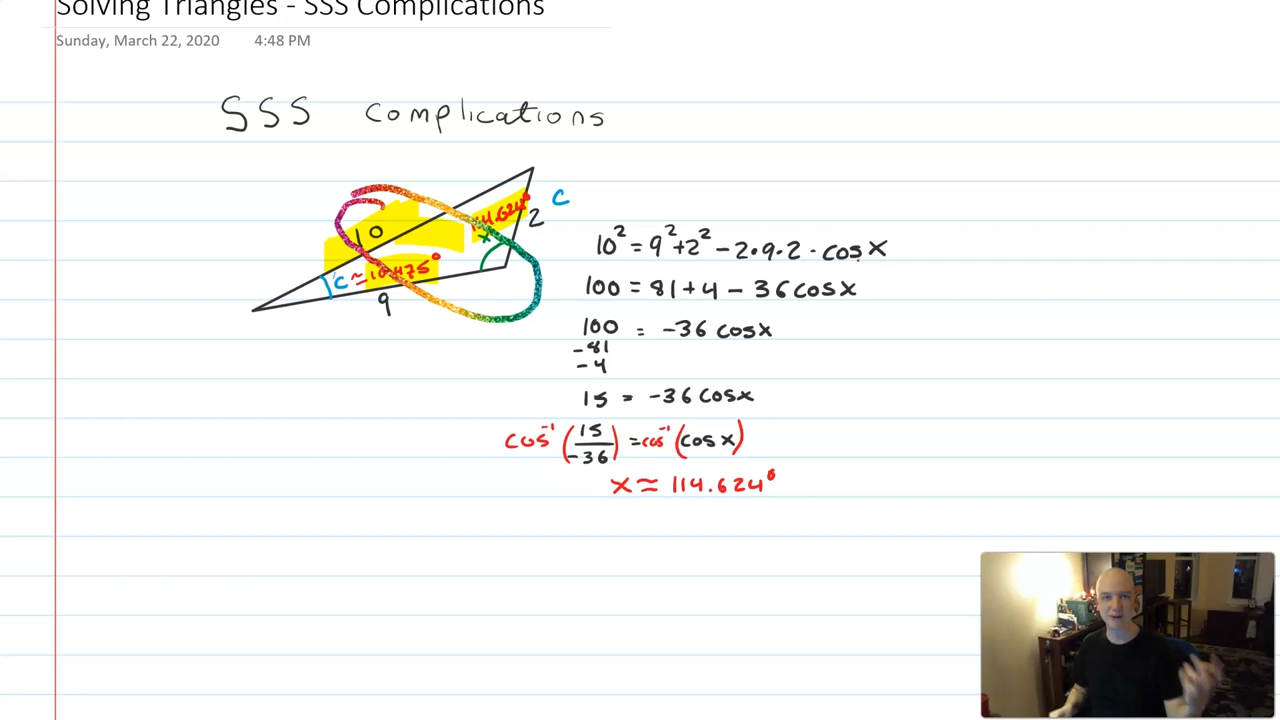 Solving Triangles - SSS Complications
Sunday, March 22, 2020 4:48 PM
SSS Complications
C
10
114.624°
2
x
C ≈ 10.475°
9
10² = 9² + 2² - 2•9•2 · cos x
100 = 81 + 4 - 36 cos x
100 = -36 cos x
-81
-4
15 = -36 cos x
cos⁻¹(15/-36) = cos⁻¹(cos x)
x ≈ 114.624°